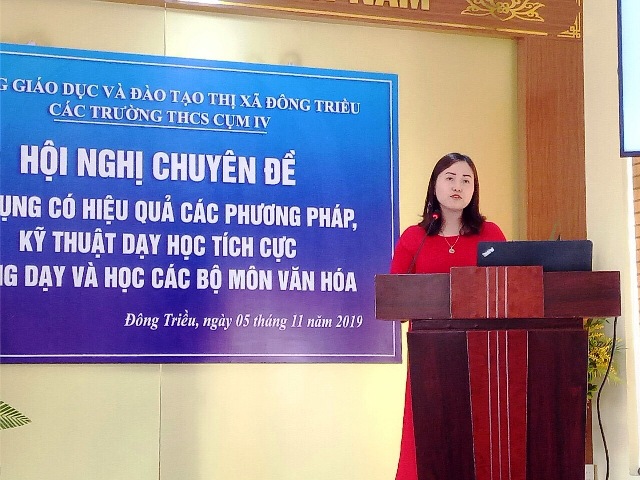 NAM
GIÁO DỤC VÀ ĐÀO TẠO THỊ XÃ ĐÔNG TRIỀU
CÁC TRƯỜNG THCS CỤM IV
HỘI NGHỊ CHUYÊN ĐỀ
DỤNG CÓ HIỆU QUẢ CÁC PHƯƠNG PHÁP,
KỸ THUẬT DẠY HỌC TÍCH CỰC
NG DẠY VÀ HỌC CÁC BỘ MÔN VĂN HÓA
Đông Triều, ngày 05 tháng 11 năm 2019